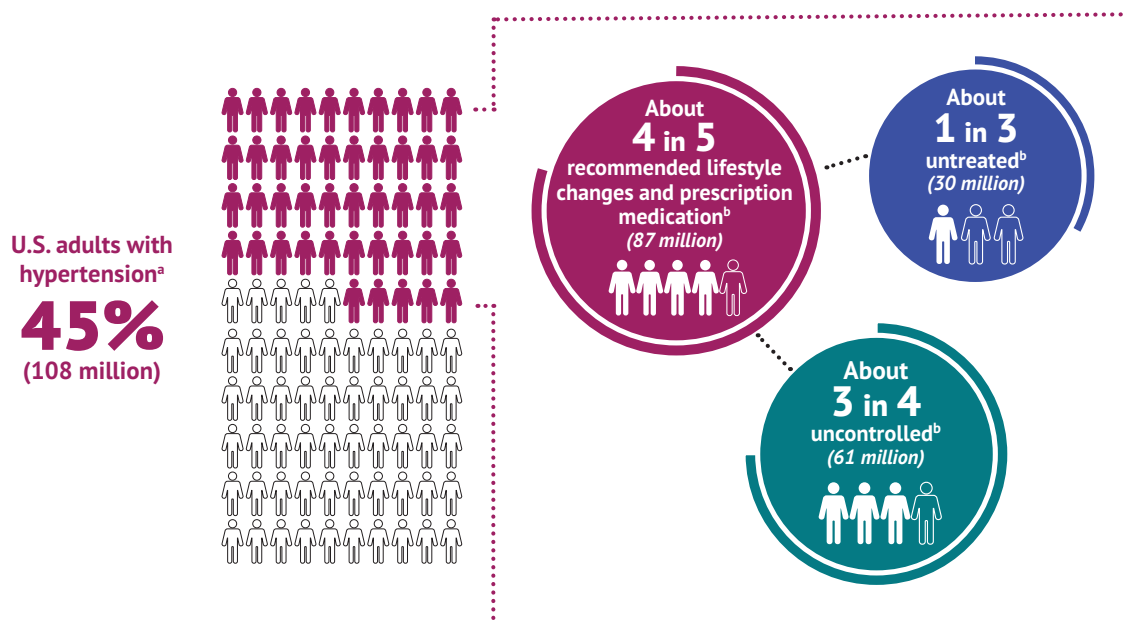 U.S. adults with
hypertensionᵃ
45%
(108 million)
About
4 in 5
recommended lifestyle
changes and prescription
medicationᵇ
(87 million)
About
1 in 3
untreatedᵇ
(30 million)
About
3 in 4
uncontrolledᵇ
(61 million)